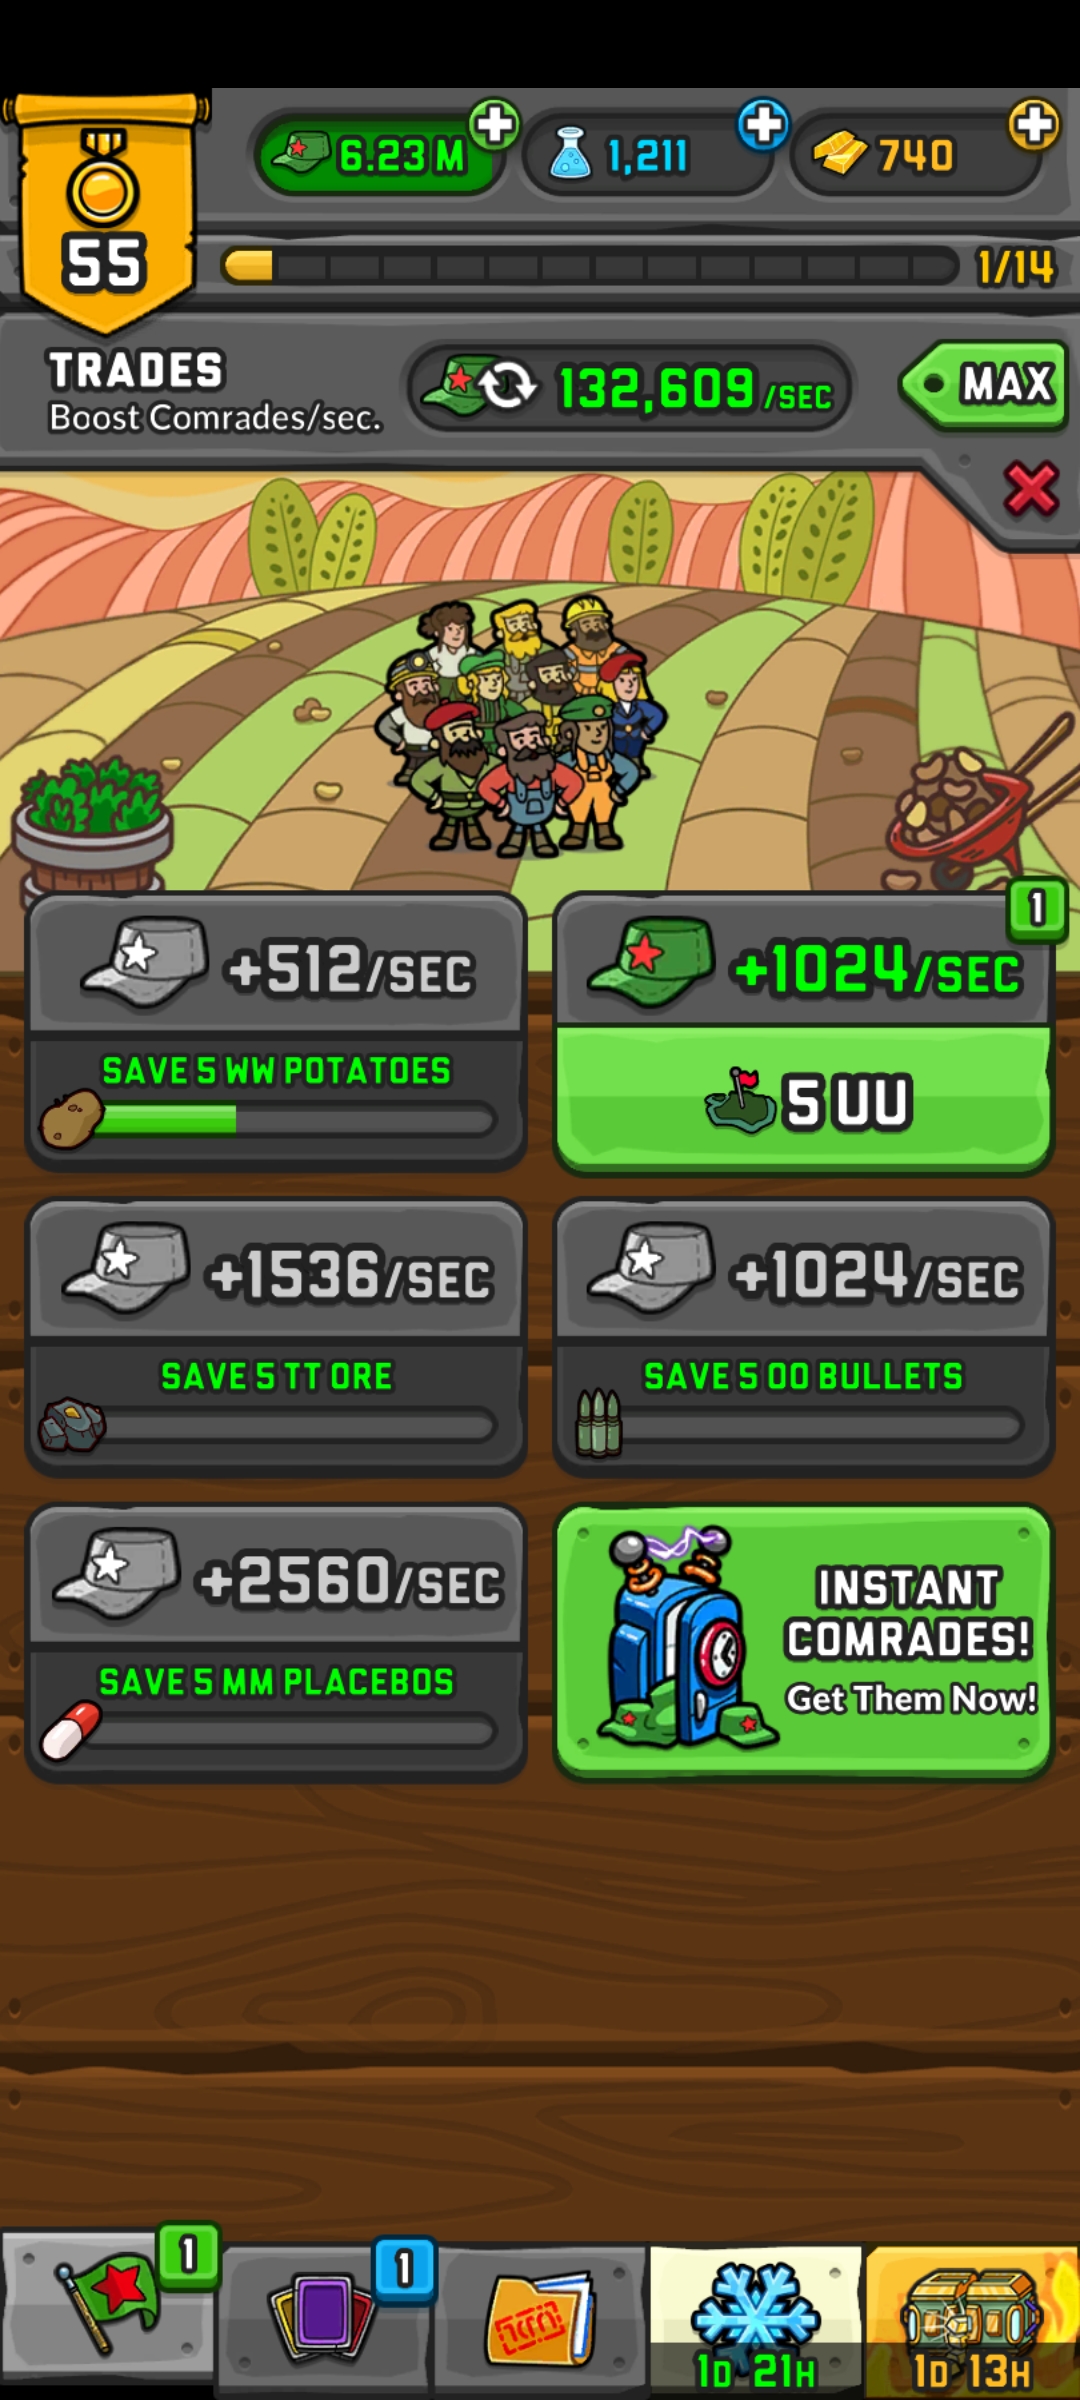 6.23 M
1,211
740
55
1/14
TRADES
Boost Comrades/sec.
132,609/SEC
MAX
+512/SEC
SAVE 5 WW POTATOES
1
+1024/SEC
5 UU
+1536/SEC
SAVE 5 TT ORE
+1024/SEC
SAVE 5 OO BULLETS
+2560/SEC
SAVE 5 MM PLACEBOS
INSTANT
COMRADES!
Get Them Now!
1
1
1D 21H
1D 13H